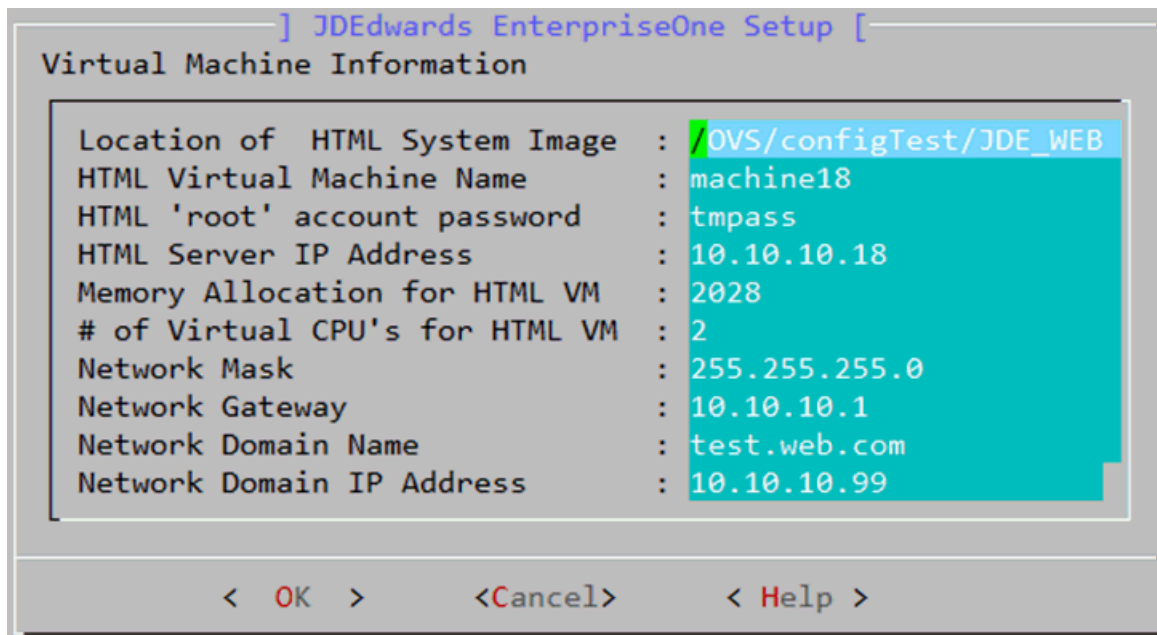 ] JDEdwards EnterpriseOne Setup [
Virtual Machine Information
Location of HTML System Image : /OVS/configTest/JDE_WEB
HTML Virtual Machine Name : machine18
HTML 'root' account password : tmpass
HTML Server IP Address : 10.10.10.18
Memory Allocation for HTML VM : 2028
# of Virtual CPU's for HTML VM : 2
Network Mask : 255.255.255.0
Network Gateway : 10.10.10.1
Network Domain Name : test.web.com
Network Domain IP Address : 10.10.10.99
< OK > <Cancel> < Help >